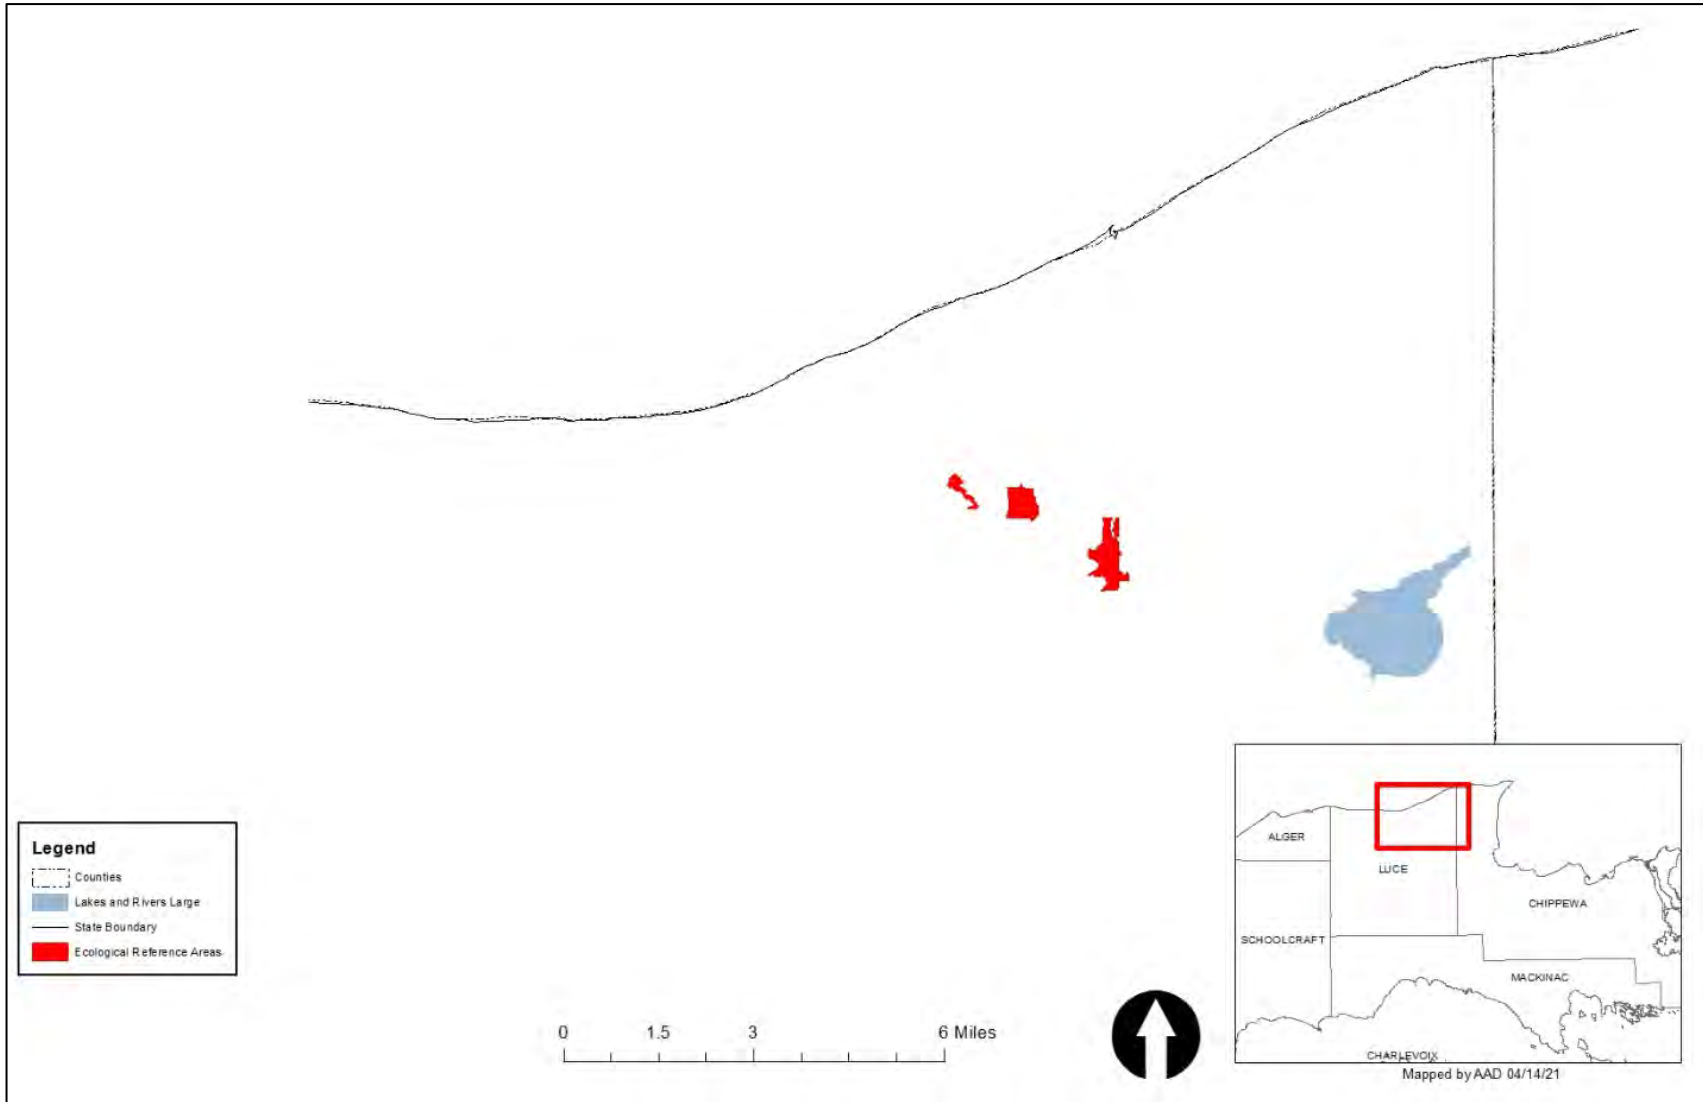 Legend
Counties
Lakes and Rivers Large
State Boundary
Ecological Reference Areas
0 1.5 3 6 Miles
ALGER
LUCE
CHIPPEWA
SCHOOLCRAFT
MACKINAC
CHARLEVOIX
Mapped by AAD 04/14/21